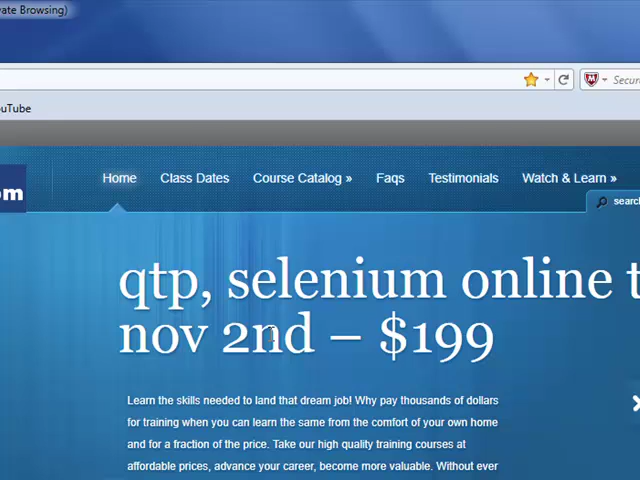 ate Browsing)
Secure
uTube
om
Home Class Dates Course Catalog » Faqs Testimonials Watch & Learn »
search
qtp, selenium online t
nov 2nd – $199
Learn the skills needed to land that dream job! Why pay thousands of dollars
for training when you can learn the same from the comfort of your own home
and for a fraction of the price. Take our high quality training courses at
affordable prices, advance your career, become more valuable. Without ever